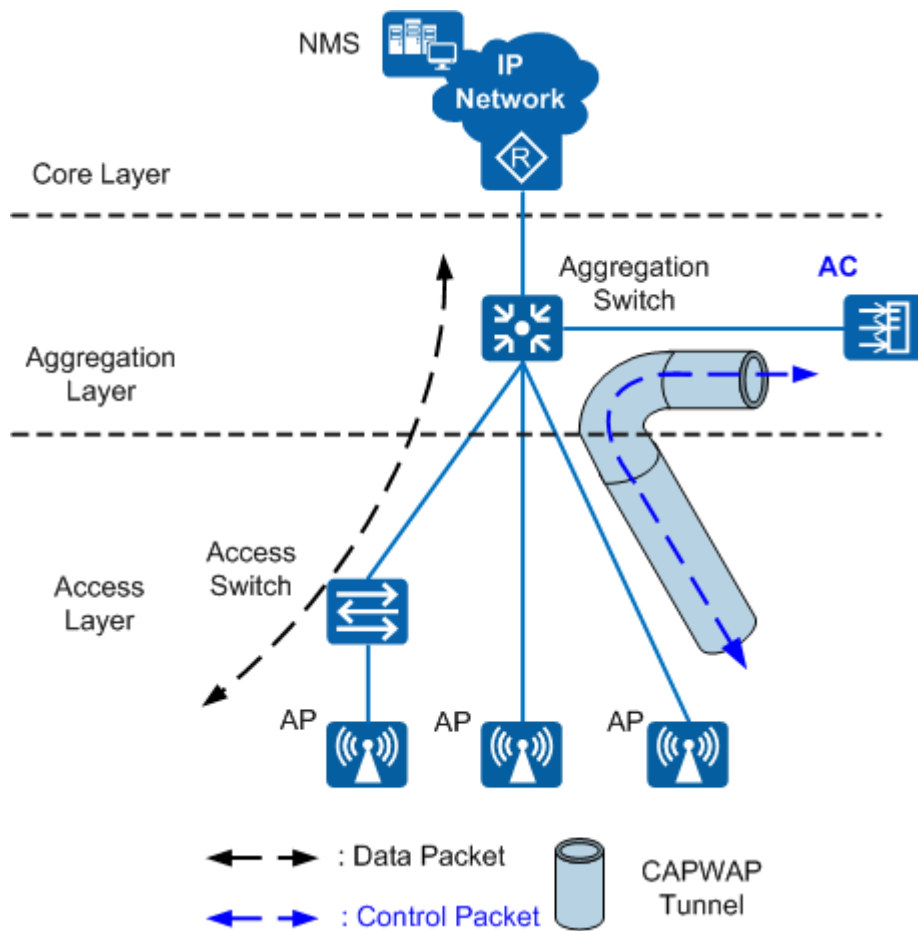 NMS
IP
Network
R
Core Layer
Aggregation
Switch
AC
Aggregation
Layer
Access
Switch
Access
Layer
AP
AP
AP
: Data Packet
: Control Packet
CAPWAP
Tunnel